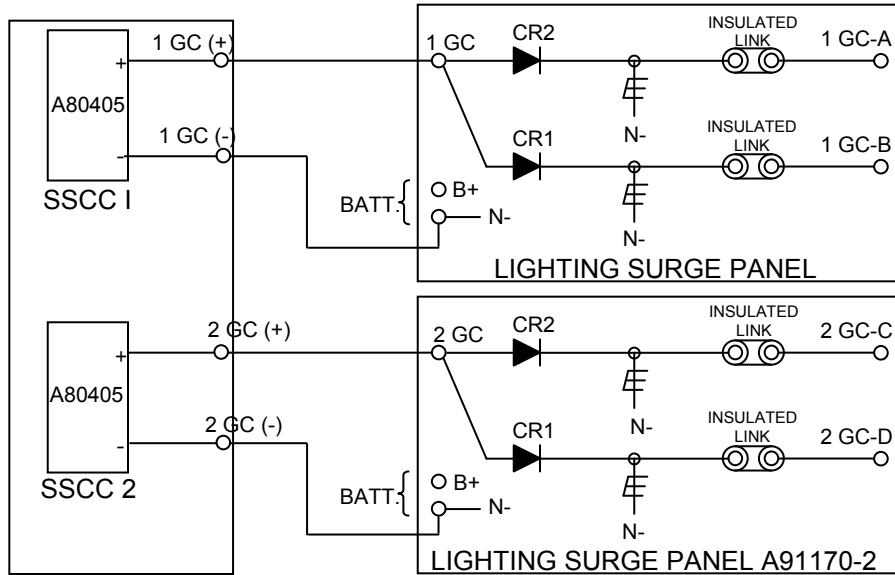 1 GC (+)
+
A80405
1 GC (-)
-
SSCC I
1 GC
CR2
INSULATED
LINK
1 GC-A
N-
CR1
INSULATED
LINK
1 GC-B
BATT.{
B+
N-
N-
LIGHTING SURGE PANEL
2 GC (+)
+
A80405
2 GC (-)
-
SSCC 2
2 GC
CR2
INSULATED
LINK
2 GC-C
N-
CR1
INSULATED
LINK
2 GC-D
BATT.{
B+
N-
N-
LIGHTING SURGE PANEL A91170-2